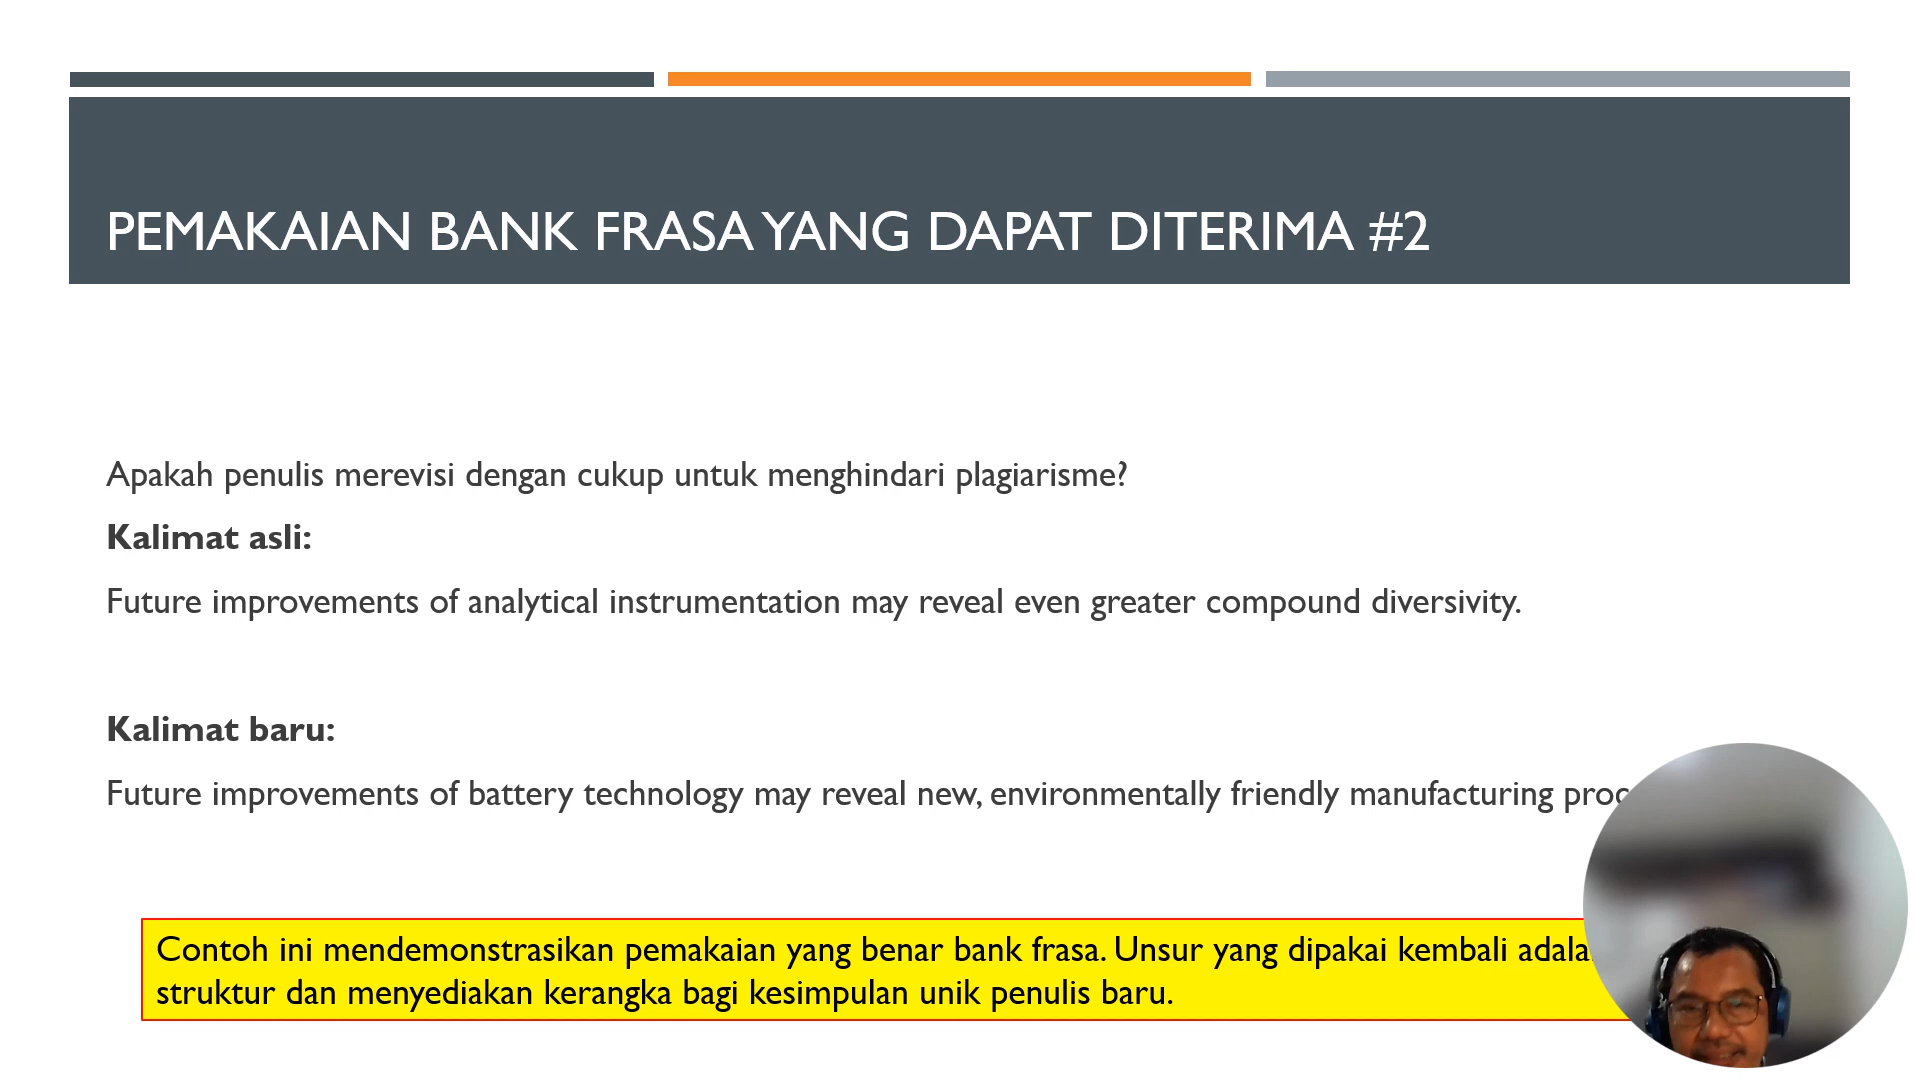 PEMAKAIAN BANK FRASA YANG DAPAT DITERIMA #2
Apakah penulis merevisi dengan cukup untuk menghindari plagiarisme?
Kalimat asli:
Future improvements of analytical instrumentation may reveal even greater compound diversivity.
Kalimat baru:
Future improvements of battery technology may reveal new, environmentally friendly manufacturing
Contoh ini mendemonstrasikan pemakaian yang benar bank frasa. Unsur yang dipakai kembali
struktur dan menyediakan kerangka bagi kesimpulan unik penulis baru.